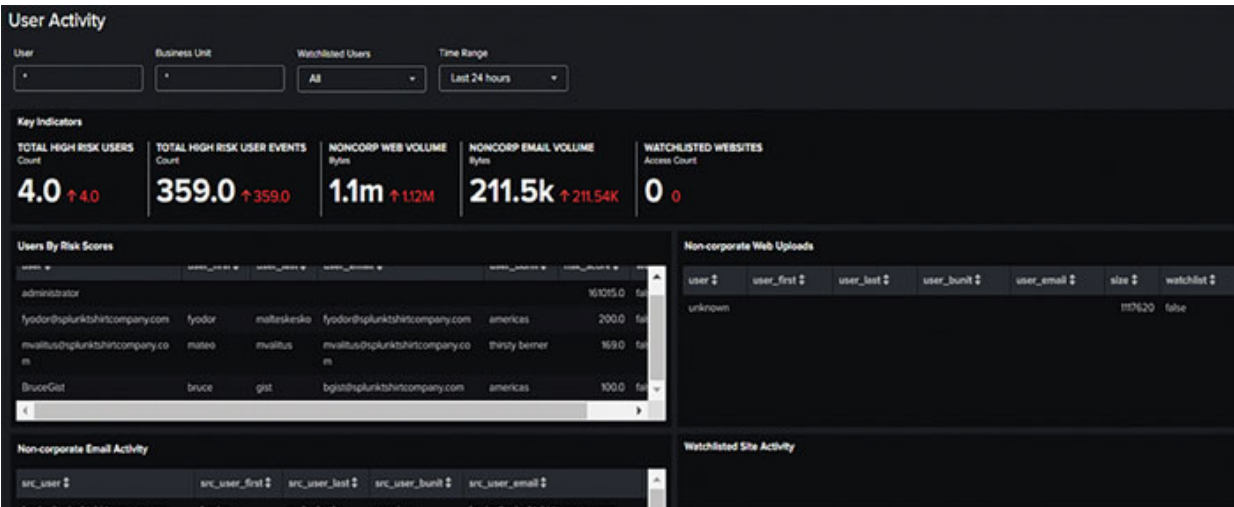 User Activity
User Business Unit Watchlisted Users Time Range
* * All Last 24 hours
Key Indicators
TOTAL HIGH RISK USERS TOTAL HIGH RISK USER EVENTS NONCORP WEB VOLUME NONCORP EMAIL VOLUME WATCHLISTED WEBSITES
Count Count Bytes Bytes Access Count
4.0 4.0 359.0 359.0 1.1m 1.12M 211.5k 211.54K 0 0
Users By Risk Scores Non-corporate Web Uploads
user user_first user_last user_bunit user_email size watchlist
administrator 161015.0
unknown 1117620 false
fyodor@splunktshirtcompany.com fyodor malteskesko fyodor@splunktshirtcompany.com americas 200.0
mvalitus@splunktshirtcompany.co mateo mvalitus mvalitus@splunktshirtcompany.co thirsty berner 169.0
m m
BruceGist bruce gist bgist@splunktshirtcompany.com americas 100.0
Non-corporate Email Activity Watchlisted Site Activity
src_user src_user_first src_user_last src_user_bunit src_user_email